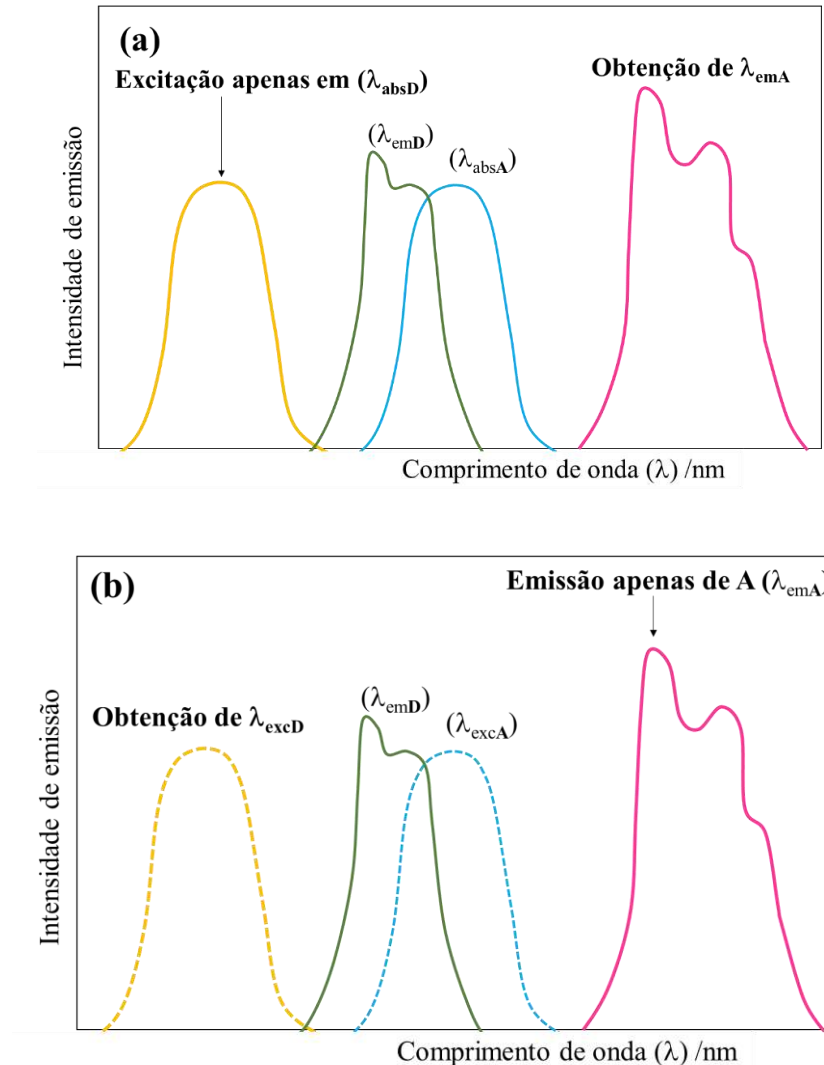 (a)
Excitação apenas em (λabsD)
Obtenção de λemA
(λemD)
(λabsA)
Intensidade de emissão
Comprimento de onda (λ) /nm
(b)
Emissão apenas de A (λemA)
Obtenção de λexcD
(λemD)
(λexcA)
Intensidade de emissão
Comprimento de onda (λ) /nm